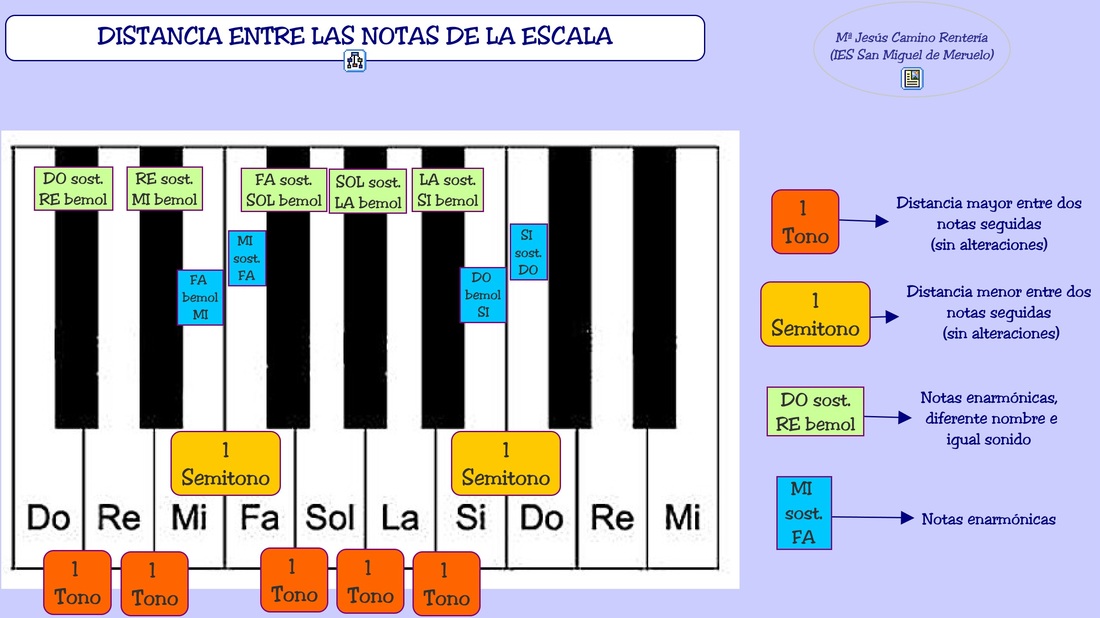 DISTANCIA ENTRE LAS NOTAS DE LA ESCALA
Mª Jesús Camino Rentería
(IES San Miguel de Meruelo)
DO sost.
RE bemol
RE sost.
MI bemol
FA sost.
SOL bemol
SOL sost.
LA bemol
LA sost.
SI bemol
MI
sost.
FA
FA
bemol
MI
SI
sost.
DO
DO
bemol
SI
1
Semitono
1
Semitono
Do Re Mi Fa Sol La Si Do Re Mi
1
Tono
1
Tono
1
Tono
1
Tono
1
Tono
1
Tono
Distancia mayor entre dos
notas seguidas
(sin alteraciones)
1
Semitono
Distancia menor entre dos
notas seguidas
(sin alteraciones)
DO sost.
RE bemol
Notas enarmónicas,
diferente nombre e
igual sonido
MI
sost.
FA
Notas enarmónicas